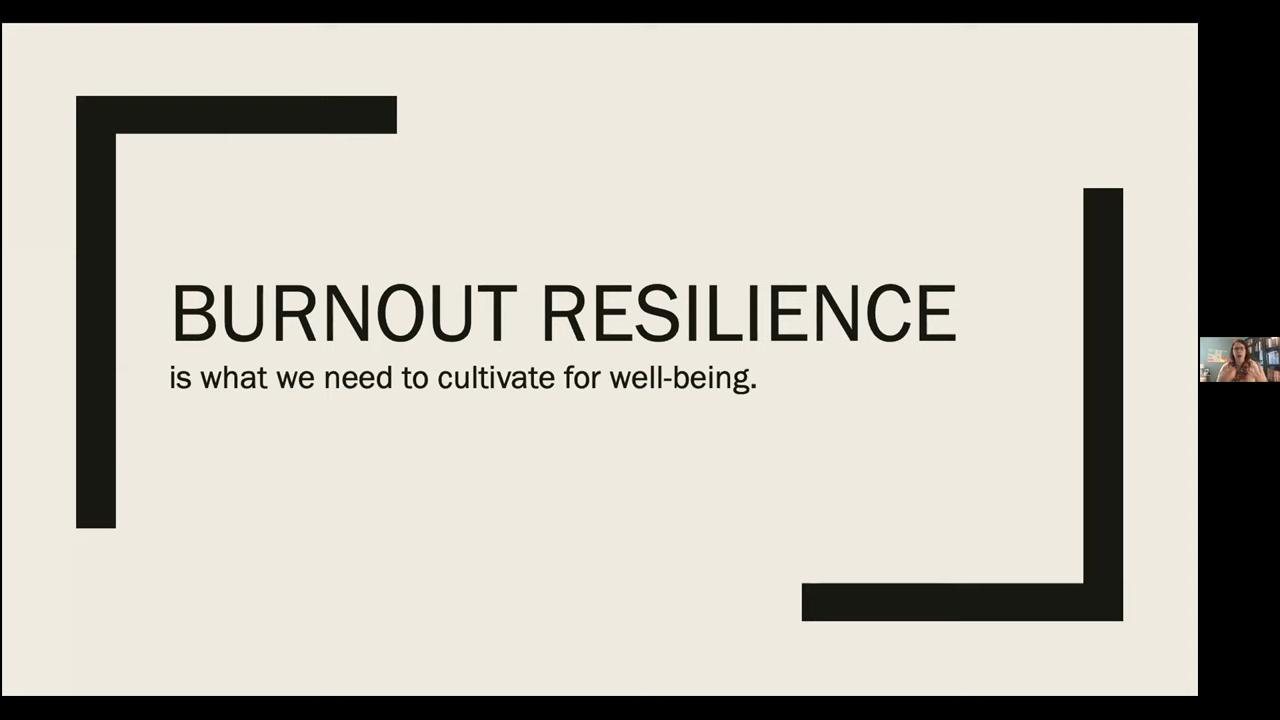 BURNOUT RESILIENCE
is what we need to cultivate for well-being.